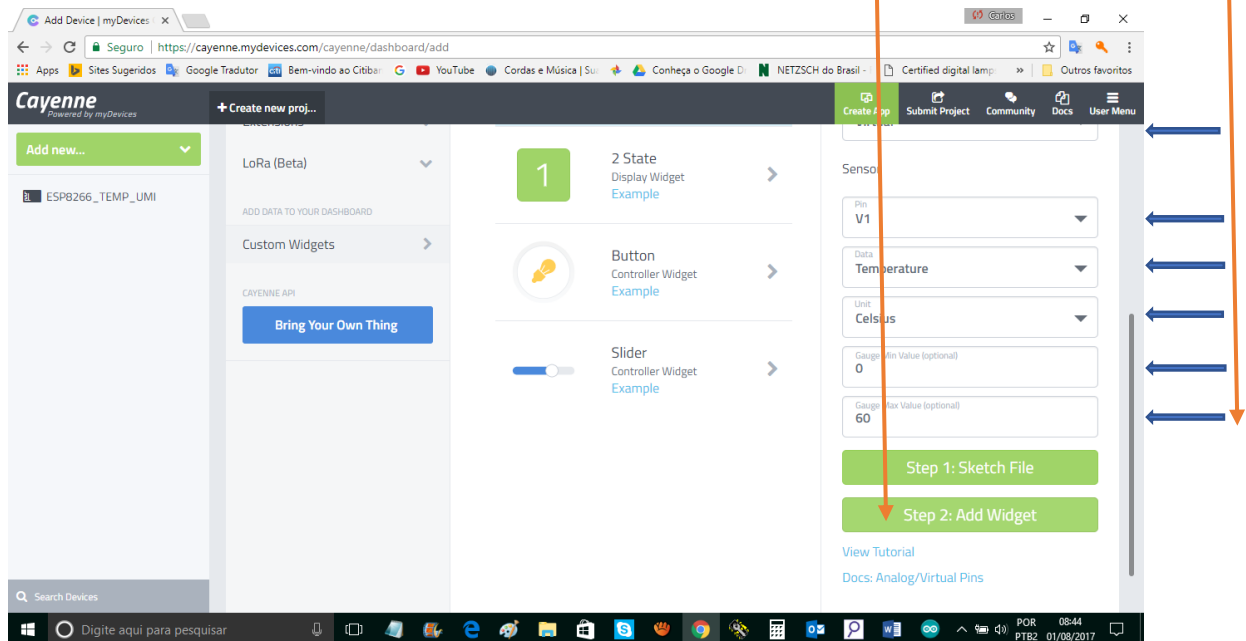 Add Device | myDevices
Carlos
Seguro | https://cayenne.mydevices.com/cayenne/dashboard/add
Apps Sites Sugeridos Google Tradutor Bem-vindo ao Citibar YouTube Cordas e Música | Su Conheça o Google D NETZSCH do Brasil - Certified digital lamp » Outros favoritos
Cayenne
Powered by myDevices
+ Create new proj...
Create App Submit Project Community Docs User Menu
Add new...
ESP8266_TEMP_UMI
Search Devices
Extensions
LoRa (Beta)
ADD DATA TO YOUR DASHBOARD
Custom Widgets
CAYENNE API
Bring Your Own Thing
1
2 State
Display Widget
Example
Button
Controller Widget
Example
Slider
Controller Widget
Example
Virtual
Sensor
Pin
V1
Data
Temperature
Unit
Celsius
Gauge Min Value (optional)
0
Gauge Max Value (optional)
60
Step 1: Sketch File
Step 2: Add Widget
View Tutorial
Docs: Analog/Virtual Pins
Digite aqui para pesquisar
POR
PTB2
08:44
01/08/2017